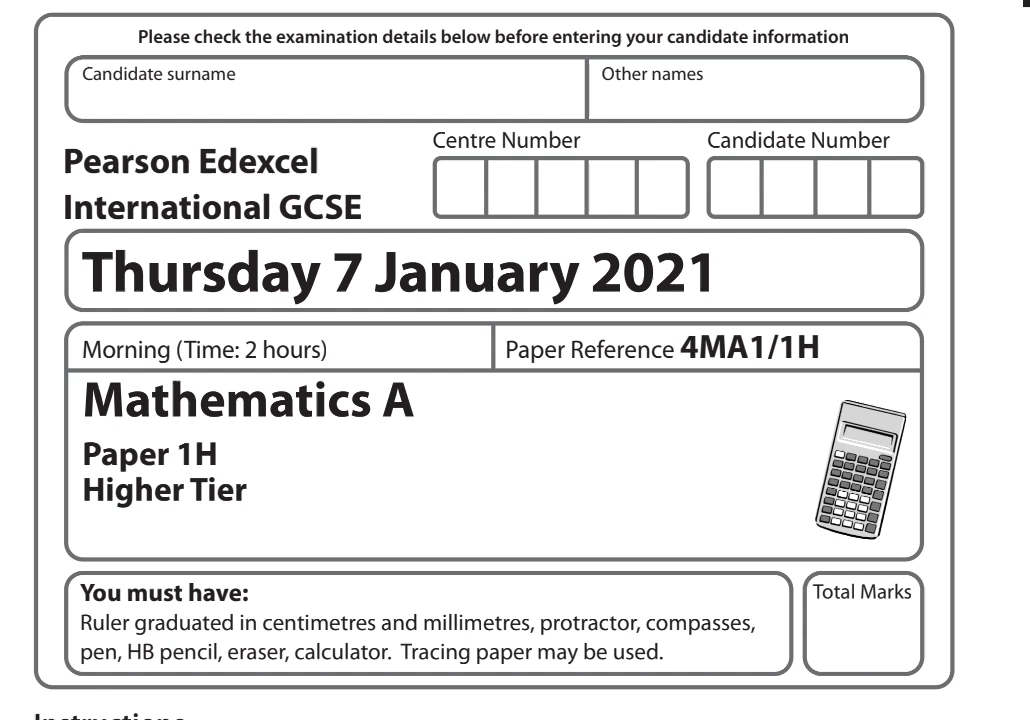 Please check the examination details below before entering your candidate information
Candidate surname
Other names
Centre Number
Candidate Number
Pearson Edexcel
International GCSE
Thursday 7 January 2021
Morning (Time: 2 hours)
Paper Reference 4MA1/1H
Mathematics A
Paper 1H
Higher Tier
You must have:
Ruler graduated in centimetres and millimetres, protractor, compasses,
pen, HB pencil, eraser, calculator. Tracing paper may be used.
Total Marks
Instructions